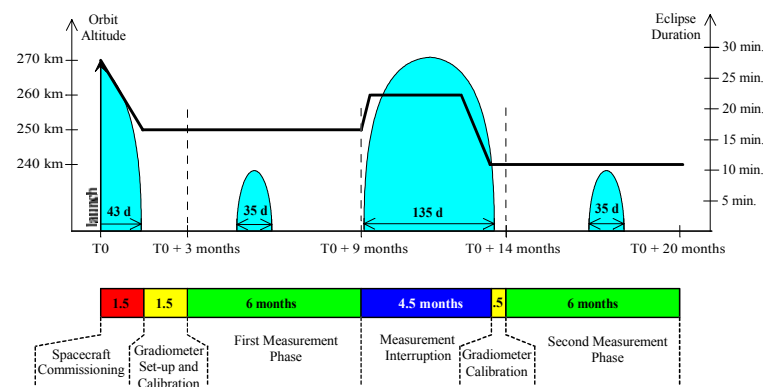 Orbit
Altitude
Eclipse
Duration
270 km
260 km
250 km
240 km
30 min.
25 min.
20 min.
15 min.
10 min.
5 min.
launch
43 d
35 d
135 d
35 d
T0
T0 + 3 months
T0 + 9 months
T0 + 14 months
T0 + 20 months
1.5
1.5
6 months
4.5 months
.5
6 months
Spacecraft
Commissioning
Gradiometer
Set-up and
Calibration
First Measurement
Phase
Measurement
Interruption
Gradiometer
Calibration
Second Measurement
Phase